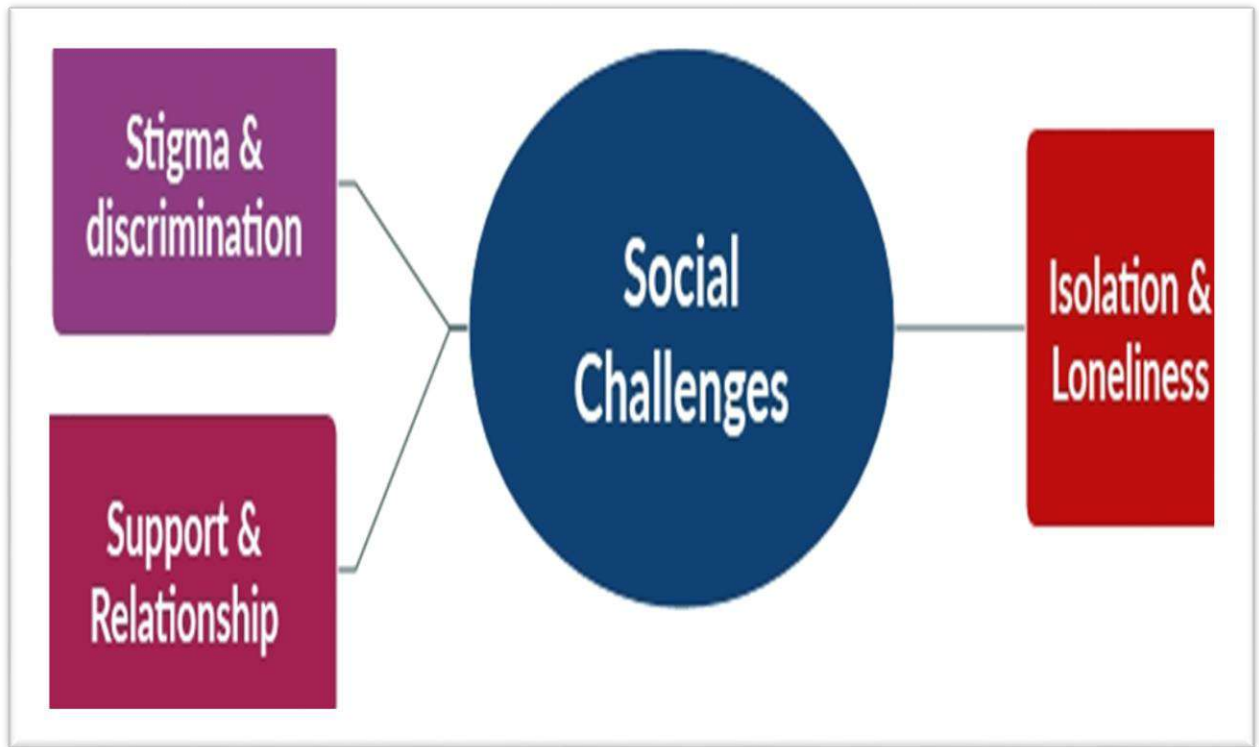 Stigma &
discrimination
Support &
Relationship
Social
Challenges
Isolation &
Loneliness